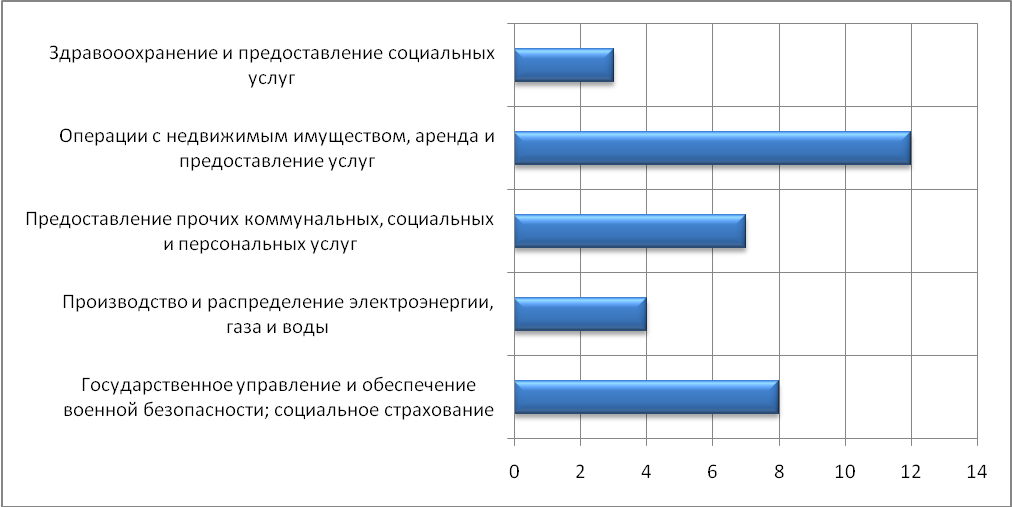 Здравооохранение и предоставление социальных
услуг
Операции с недвижимым имуществом, аренда и
предоставление услуг
Предоставление прочих коммунальных, социальных
и персональных услуг
Производство и распределение электроэнергии,
газа и воды
Государственное управление и обеспечение
военной безопасности; социальное страхование
0 2 4 6 8 10 12 14